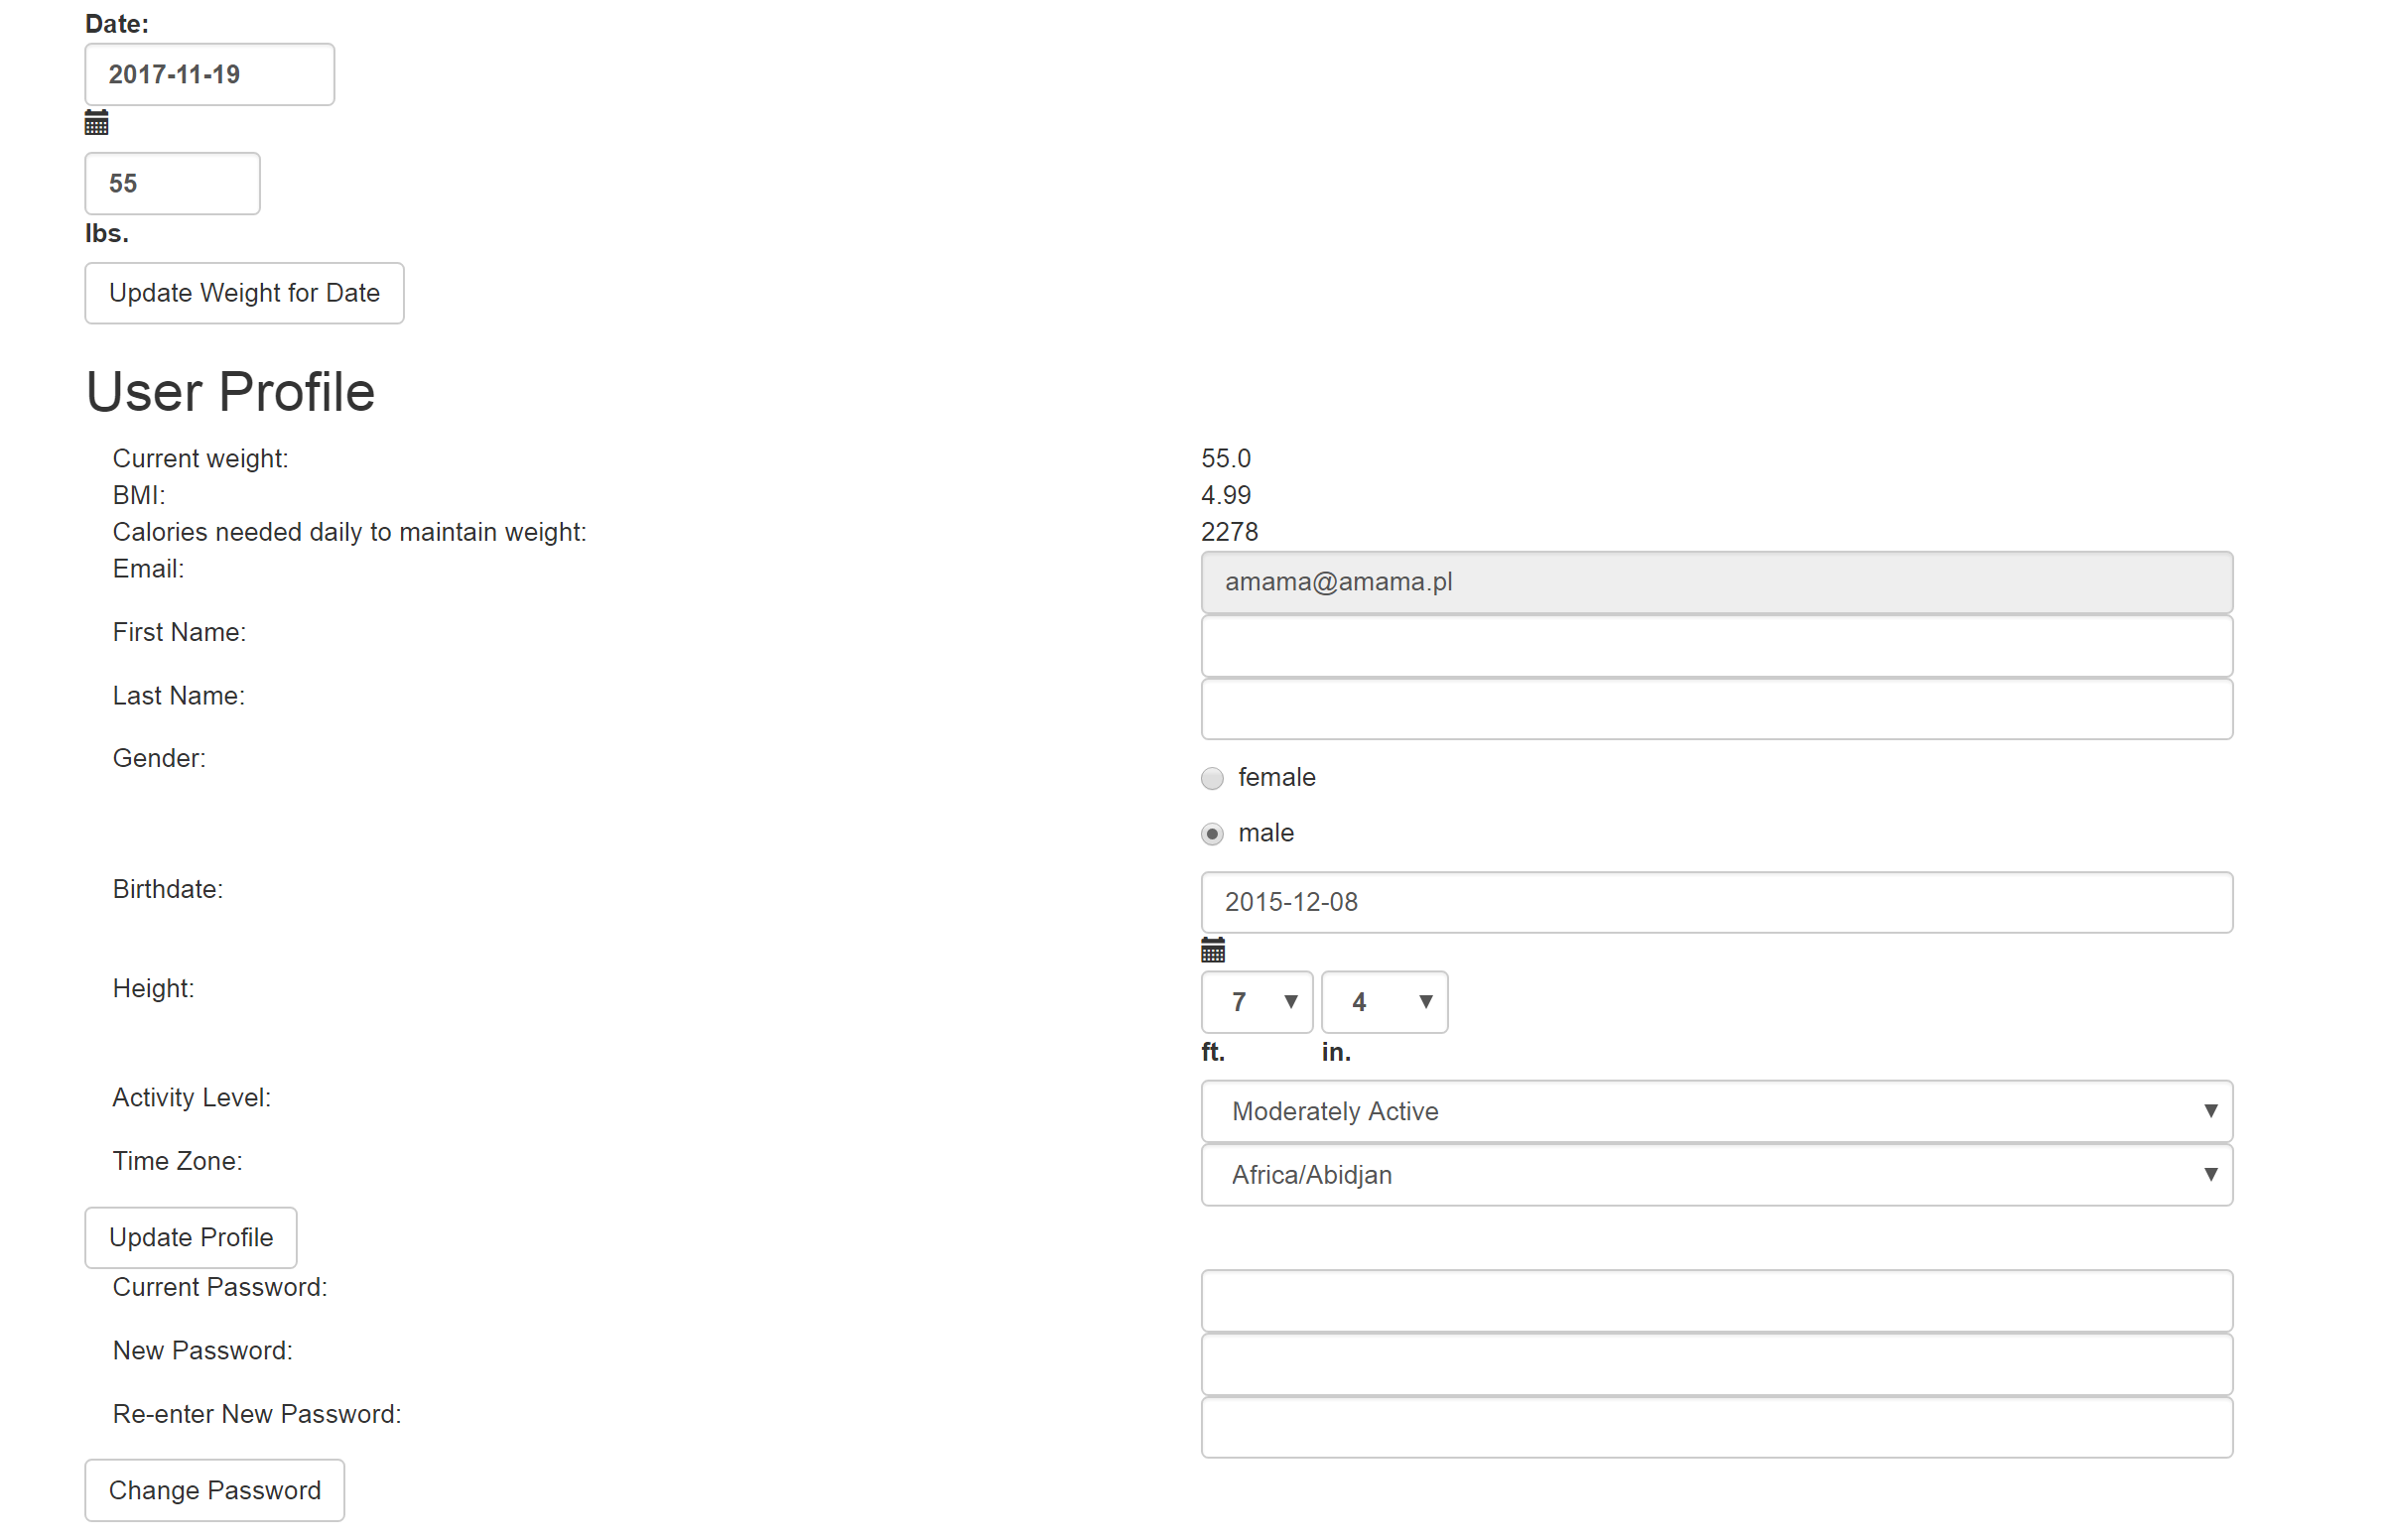 Date:
2017-11-19
55
lbs.
Update Weight for Date
User Profile
Current weight: 55.0
BMI: 4.99
Calories needed daily to maintain weight: 2278
Email: amama@amama.pl
First Name:
Last Name:
Gender:
female
male
Birthdate: 2015-12-08
Height: 7 4
ft. in.
Activity Level: Moderately Active
Time Zone: Africa/Abidjan
Update Profile
Current Password:
New Password:
Re-enter New Password:
Change Password